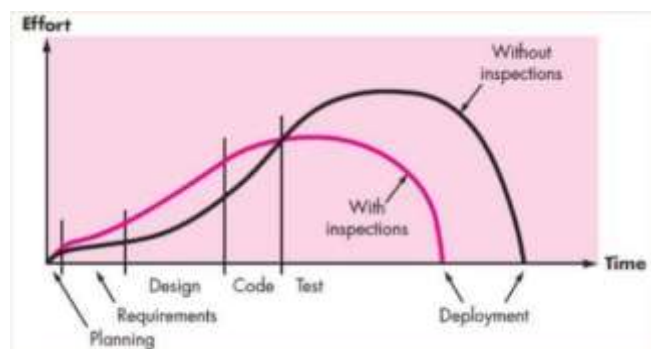 Effort
Without
inspections
With
inspections
Time
Design
Code
Test
Requirements
Planning
Deployment